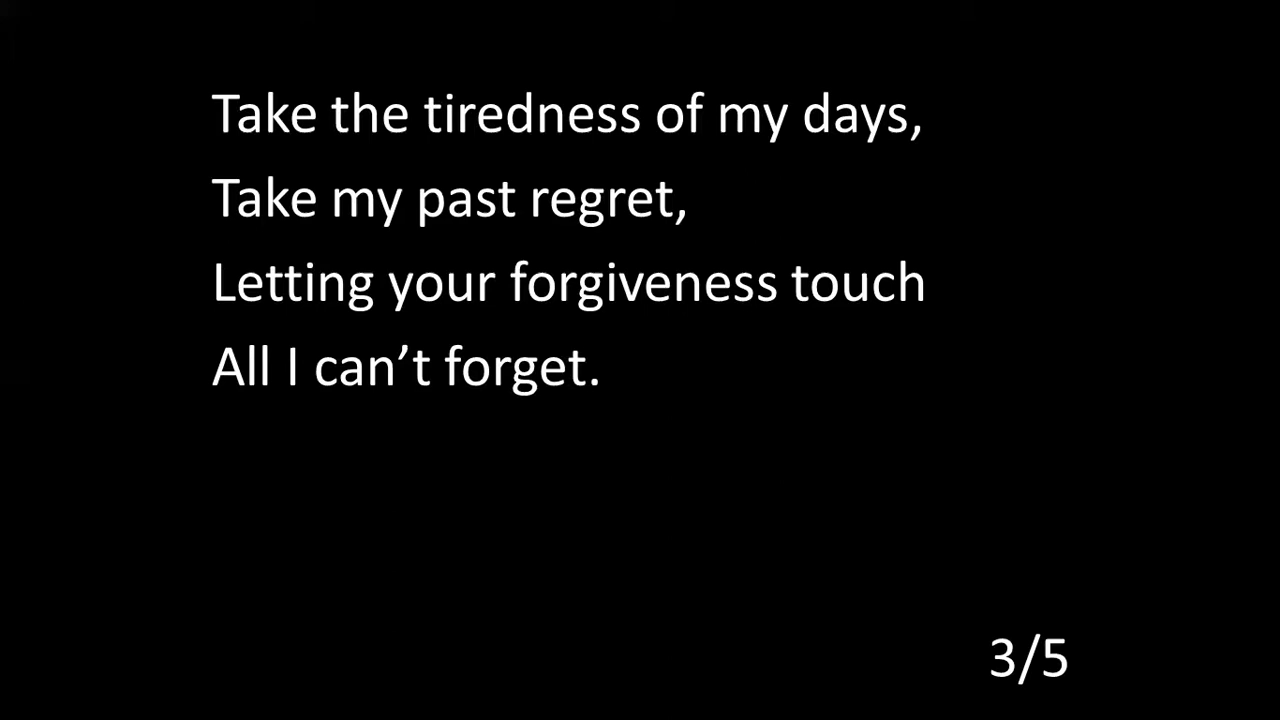 Take the tiredness of my days,
Take my past regret,
Letting your forgiveness touch
All I can’t forget.
3/5